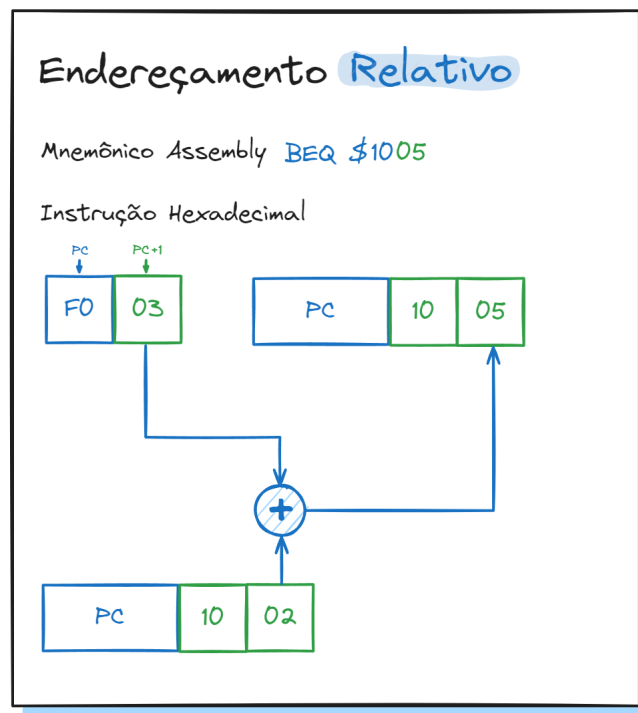 Endereçamento Relativo
Mnemônico Assembly BEQ $1005
Instrução Hexadecimal
PC PC+1
F0 03 PC 10 05
+
PC 10 02